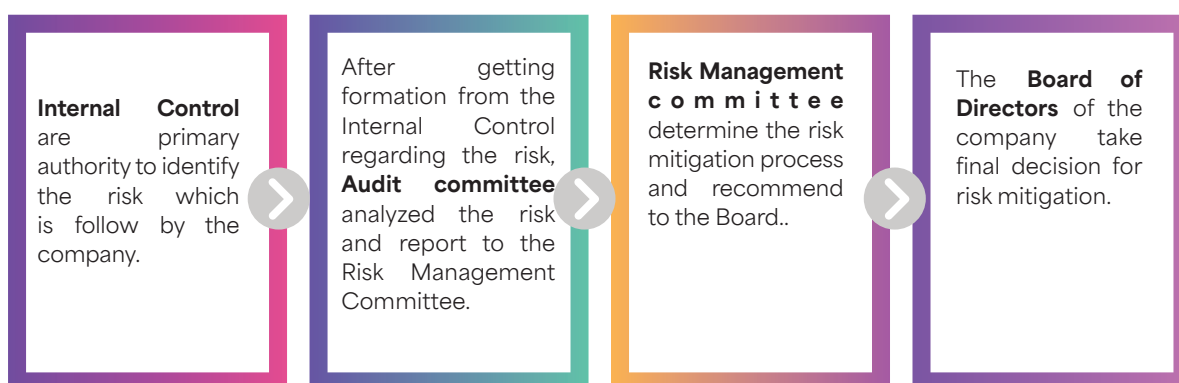 Internal Control
are primary
authority to identify
the risk which
is follow by the
company.
After getting
formation from the
Internal Control
regarding the risk,
Audit committee
analyzed the risk
and report to the
Risk Management
Committee.
Risk Management
committee
determine the risk
mitigation process
and recommend
to the Board..
The Board of
Directors of the
company take
final decision for
risk mitigation.